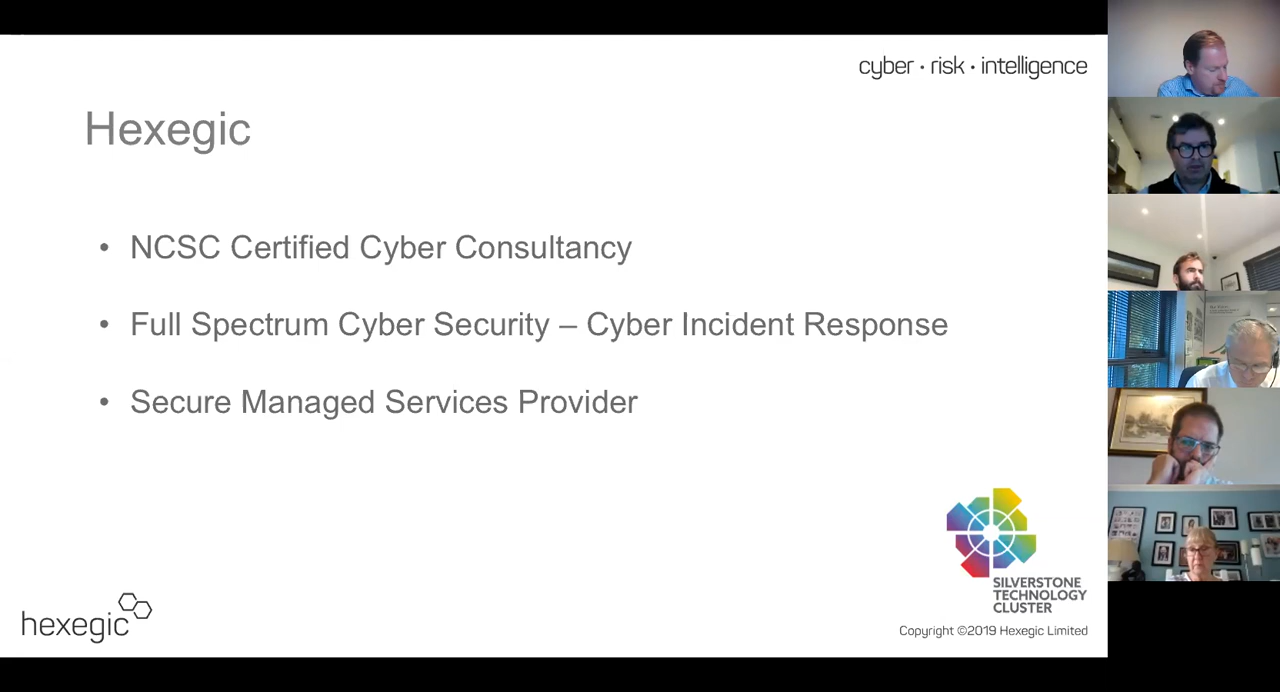 cyber · risk · intelligence
Hexegic
• NCSC Certified Cyber Consultancy
• Full Spectrum Cyber Security – Cyber Incident Response
• Secure Managed Services Provider
SILVERSTONE
TECHNOLOGY
CLUSTER
hexegic
Copyright ©2019 Hexegic Limited